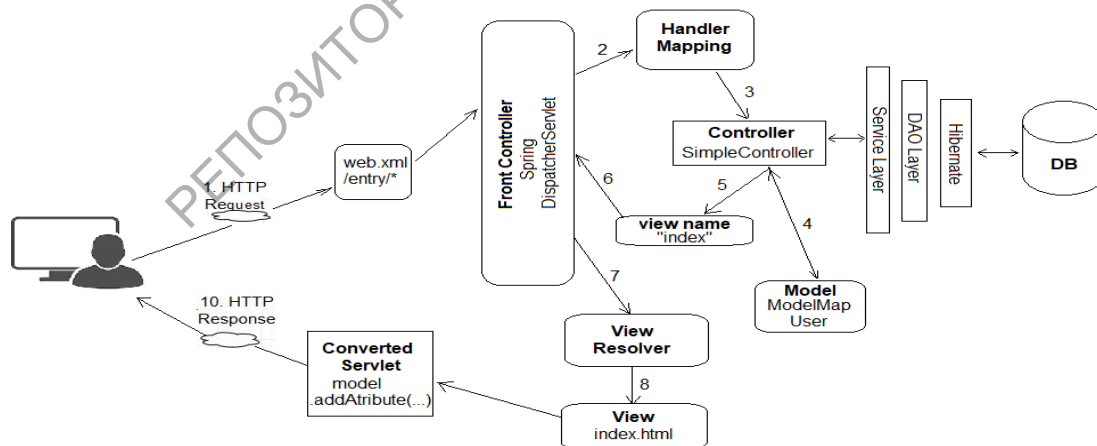 РЕПОЗИТОР
1. HTTP
Request
web.xml
/entry/*
Front Controller
Spring
DispatcherServlet
2
Handler
Mapping
3
Controller
SimpleController
Service Layer
DAO Layer
Hibernate
DB
4
Model
ModelMap
User
5
view name
"index"
6
7
View
Resolver
8
View
index.html
Converted
Servlet
model
.addAtribute(...)
.10. HTTP
Response